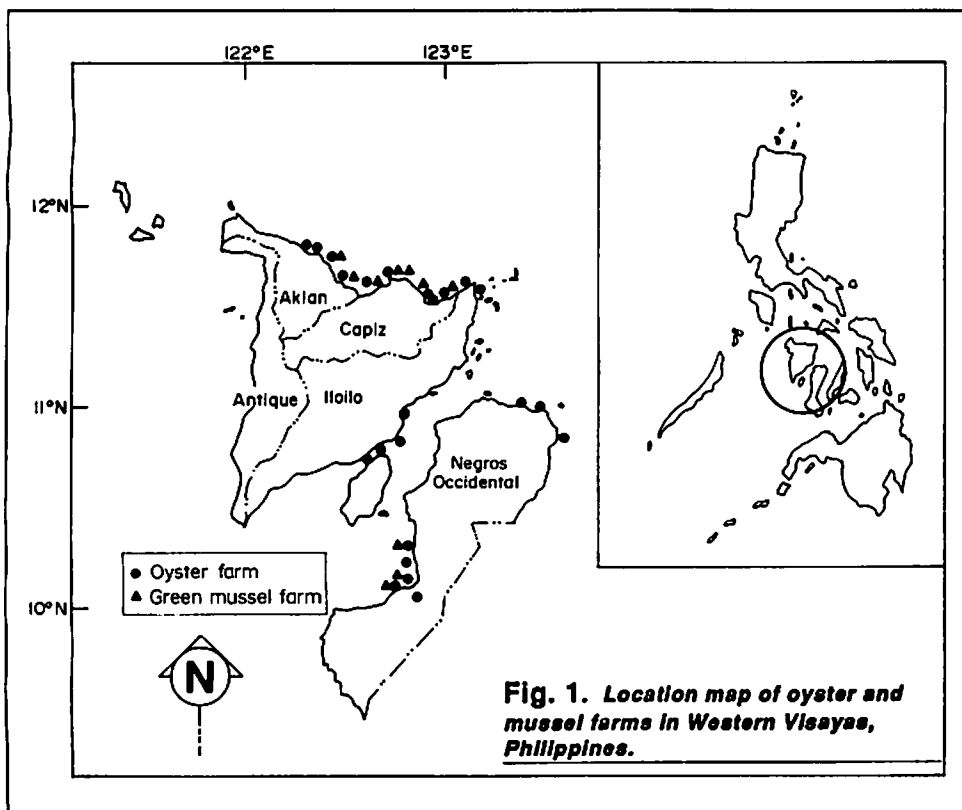 122°E 123°E
12°N
Aklan
Capiz
Antique Iloilo
11°N
Negros
Occidental
● Oyster farm
▲ Green mussel farm
10°N
N
Fig. 1. Location map of oyster and
mussel farms in Western Visayas,
Philippines.